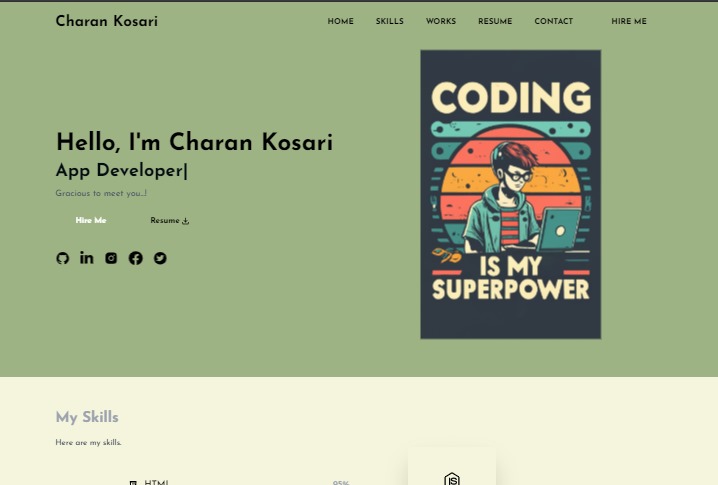 Charan Kosari
HOME SKILLS WORKS RESUME CONTACT HIRE ME
Hello, I'm Charan Kosari
App Developer|
Gracious to meet you..!
Hire Me Resume
CODING
IS MY
SUPERPOWER
My Skills
Here are my skills.
HTML 95%